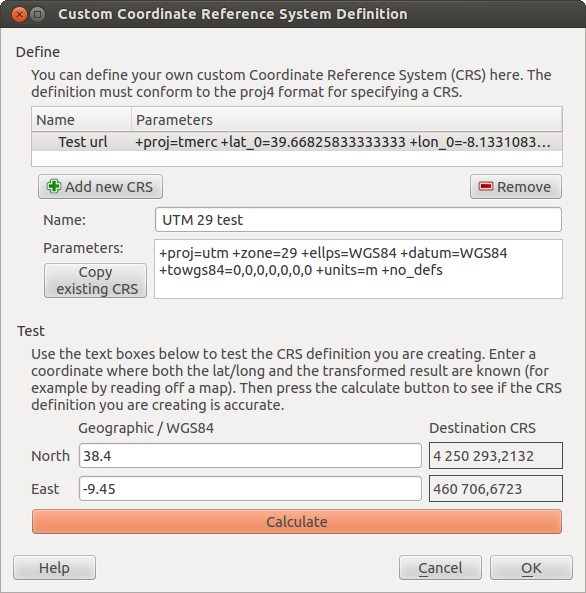 Custom Coordinate Reference System Definition
Define
You can define your own custom Coordinate Reference System (CRS) here. The
definition must conform to the proj4 format for specifying a CRS.
Name Parameters
Test url +proj=tmerc +lat_0=39.66825833333333 +lon_0=-8.1331083...
Add new CRS Remove
Name: UTM 29 test
Parameters: +proj=utm +zone=29 +ellps=WGS84 +datum=WGS84
+towgs84=0,0,0,0,0,0,0 +units=m +no_defs
Copy
existing CRS
Test
Use the text boxes below to test the CRS definition you are creating. Enter a
coordinate where both the lat/long and the transformed result are known (for
example by reading off a map). Then press the calculate button to see if the CRS
definition you are creating is accurate.
Geographic / WGS84 Destination CRS
North 38.4 4 250 293,2132
East -9.45 460 706,6723
Calculate
Help Cancel OK